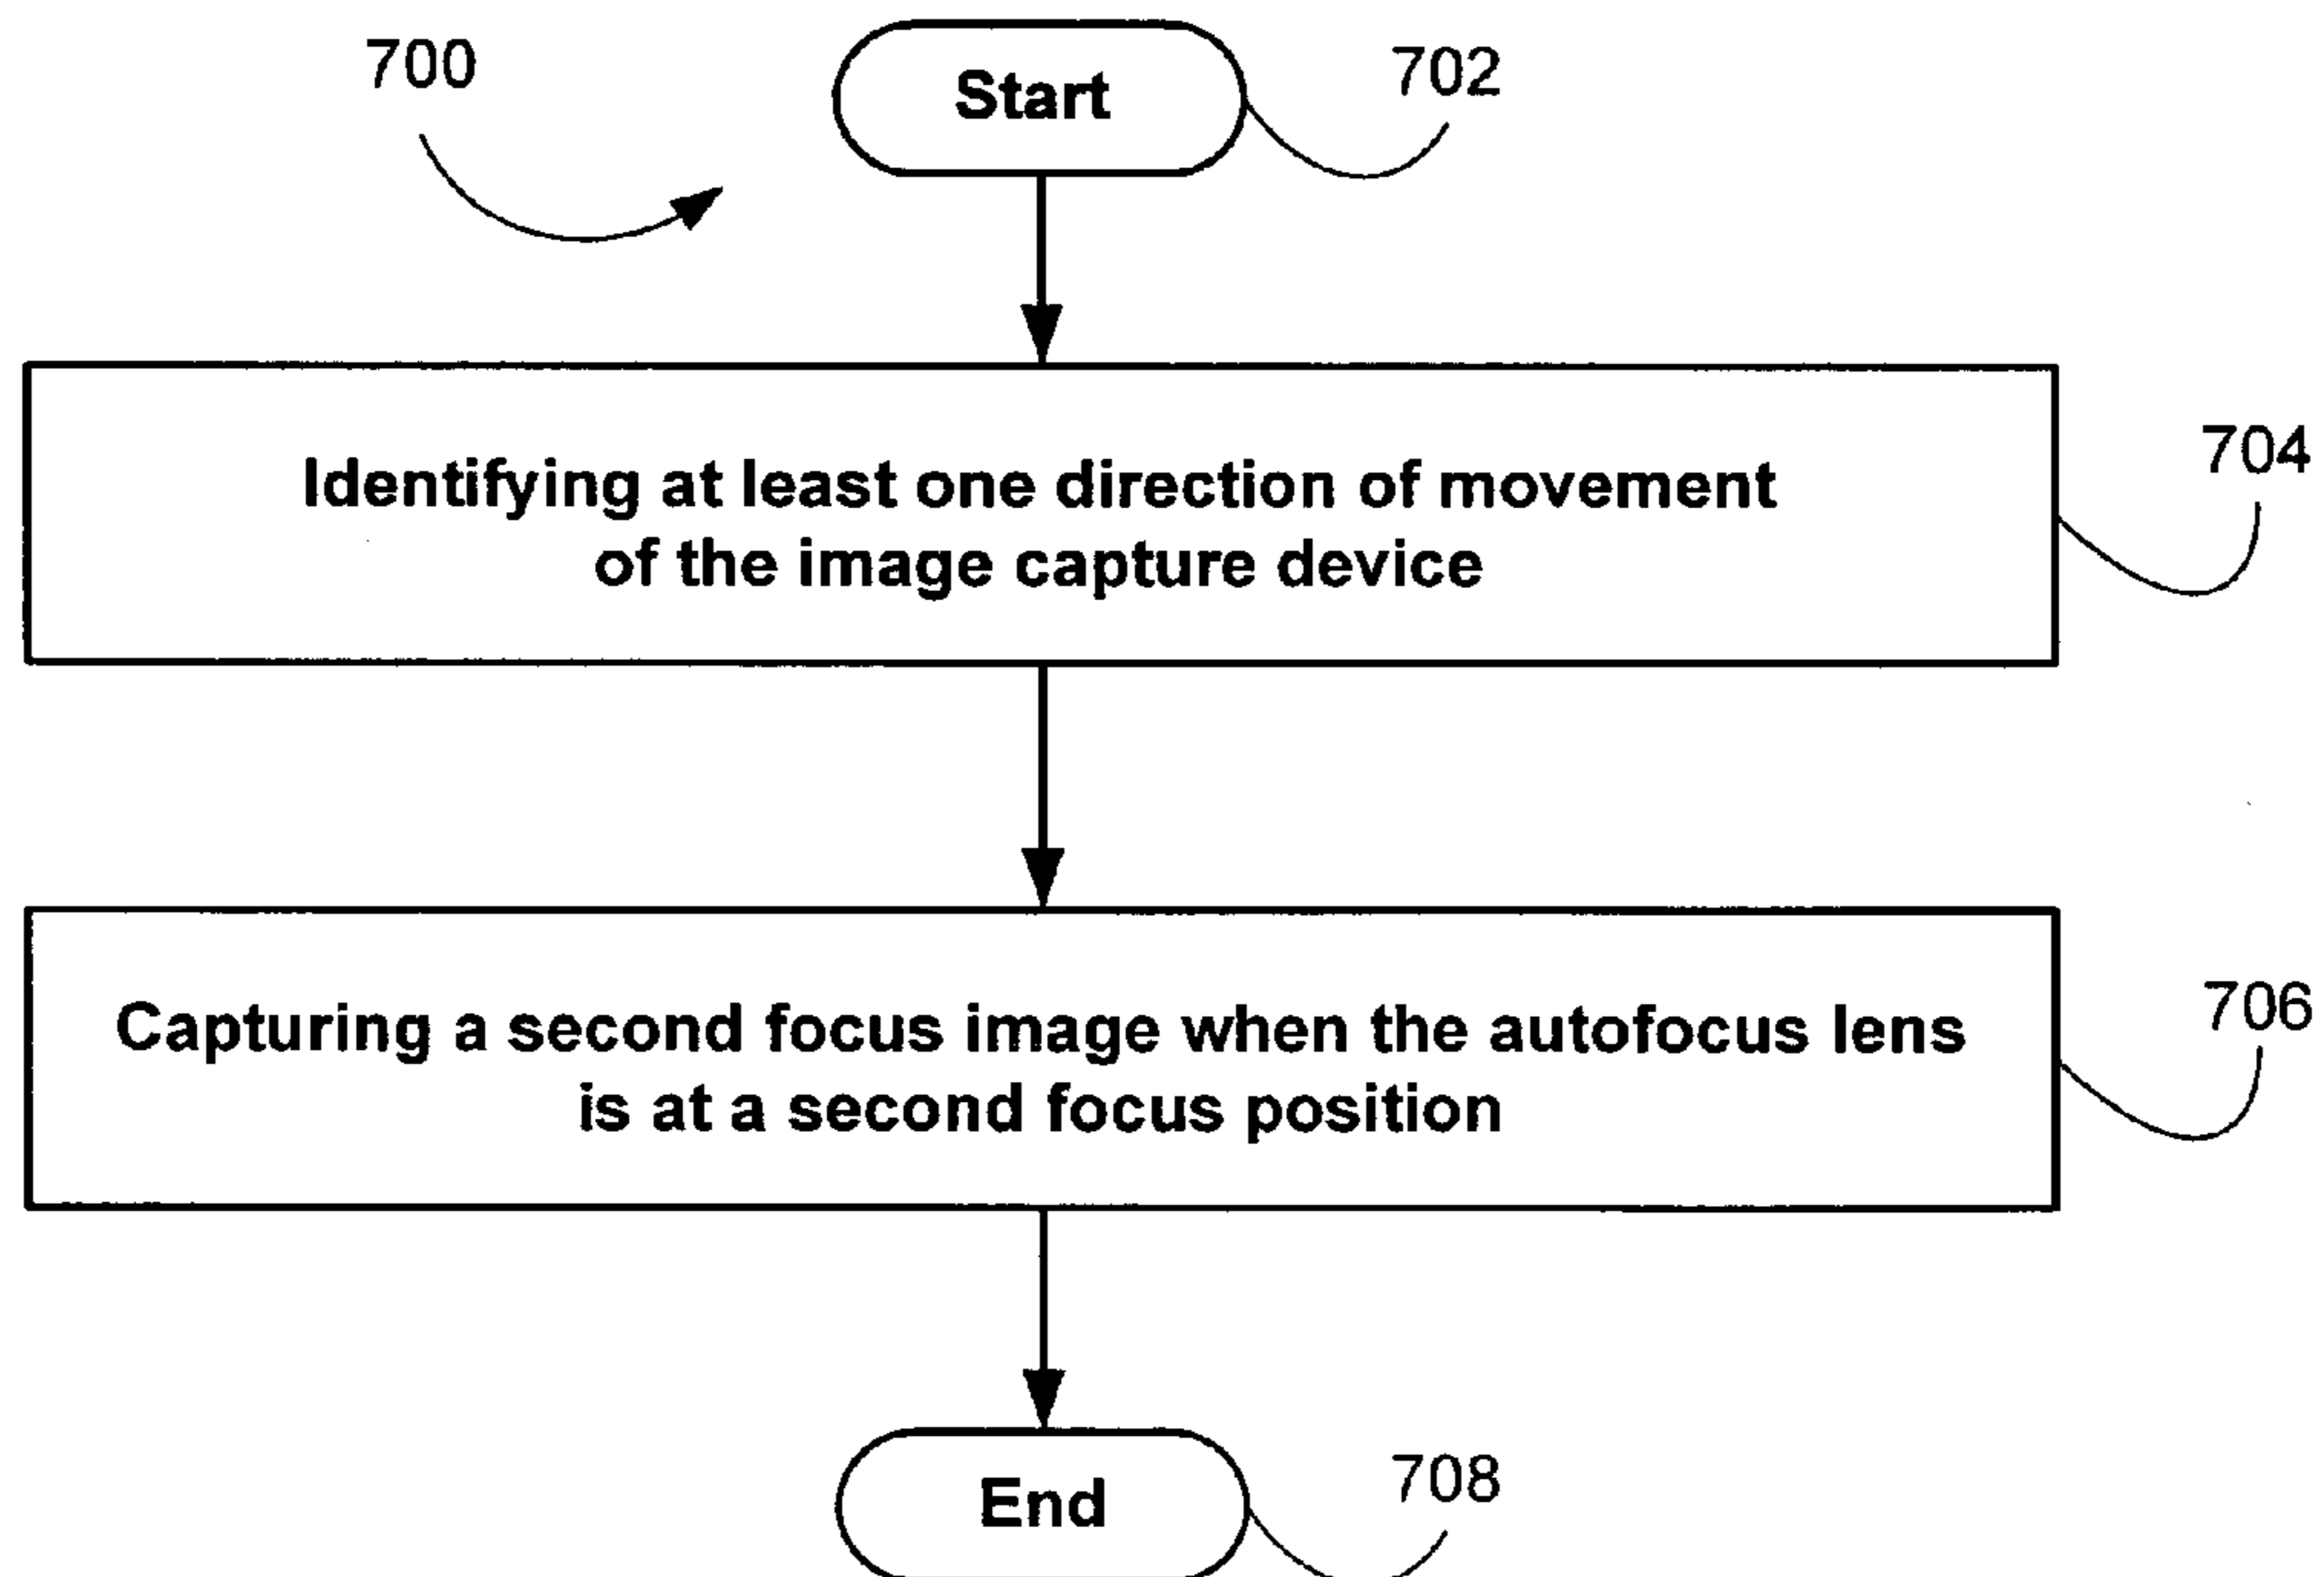 700
Start
702
Identifying at least one direction of movement
of the image capture device
704
Capturing a second focus image when the autofocus lens
is at a second focus position
706
End
708